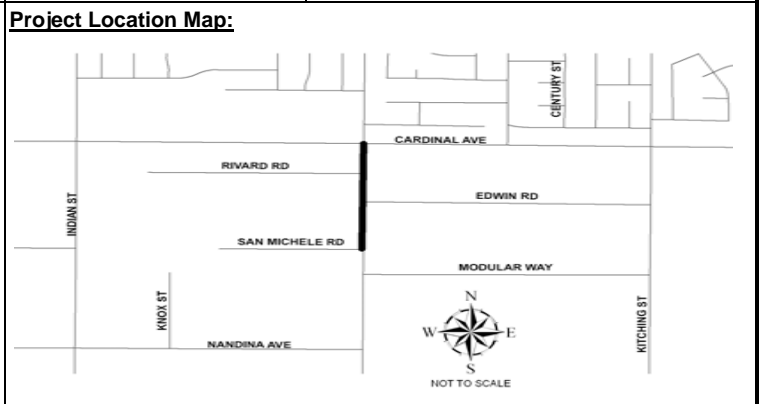 Project Location Map:
CENTURY ST
CARDINAL AVE
RIVARD RD
EDWIN RD
INDIAN ST
SAN MICHELE RD
MODULAR WAY
KNOX ST
N
W
E
S
KITCHING ST
NANDINA AVE
NOT TO SCALE